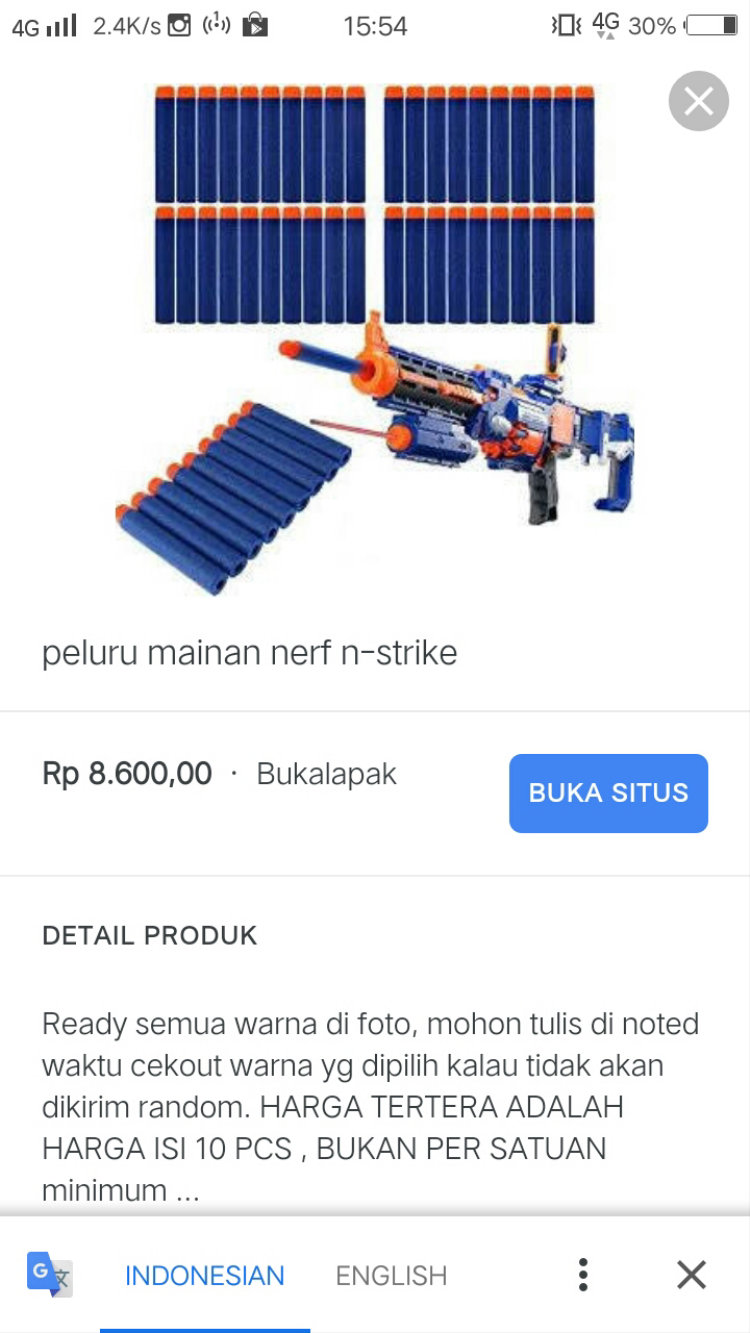 4G 2.4K/s 15:54 4G 30%
peluru mainan nerf n-strike
Rp 8.600,00 · Bukalapak
BUKA SITUS
DETAIL PRODUK
Ready semua warna di foto, mohon tulis di noted
waktu cekout warna yg dipilih kalau tidak akan
dikirim random. HARGA TERTERA ADALAH
HARGA ISI 10 PCS , BUKAN PER SATUAN
minimum ...
G 文 INDONESIAN ENGLISH